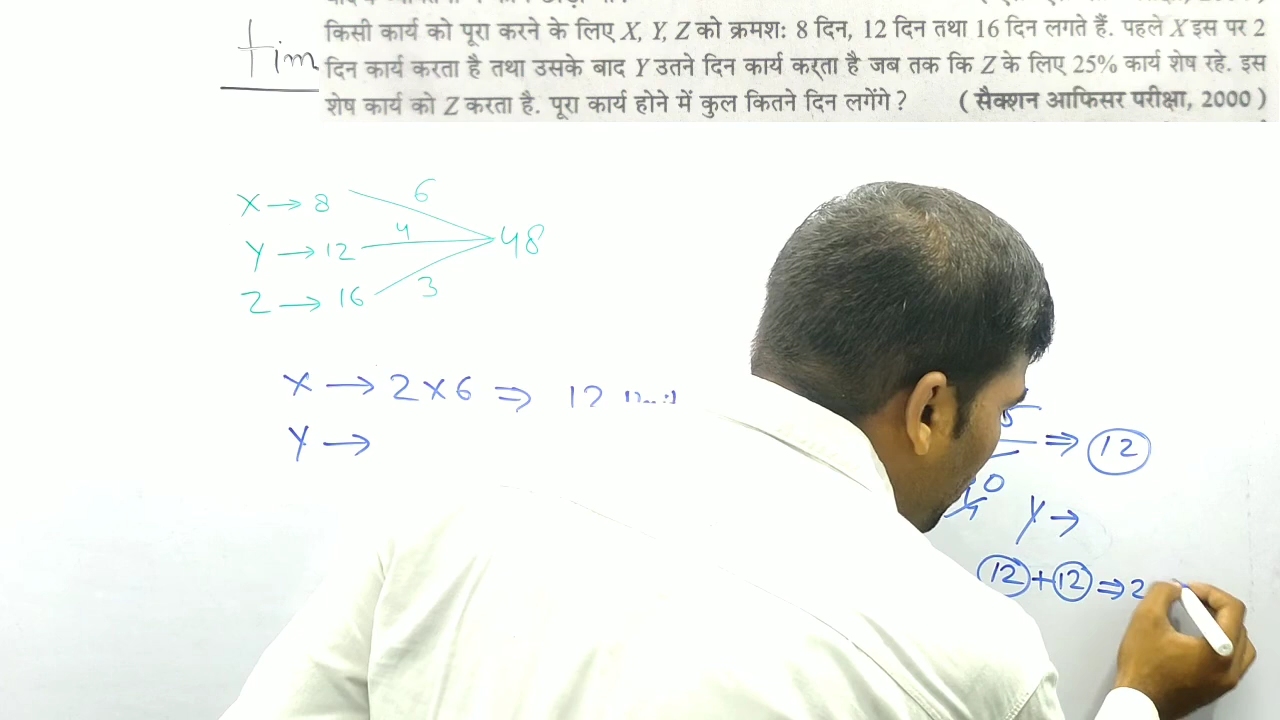 किसी कार्य को पूरा करने के लिए X, Y, Z को क्रमशः 8 दिन, 12 दिन तथा 16 दिन लगते हैं. पहले X इस पर 2
tim
दिन कार्य करता है तथा उसके बाद Y उतने दिन कार्य करता है जब तक कि Z के लिए 25% कार्य शेष रहे. इस
शेष कार्य को Z करता है. पूरा कार्य होने में कुल कितने दिन लगेंगे ? ( सैक्शन आफिसर परीक्षा, 2000 )
X → 8 6
Y → 12 4 48
Z → 16 3
X → 2 x 6 ⇒ 12
Y →
⇒ 12
Y →
12 + 12 ⇒ 2